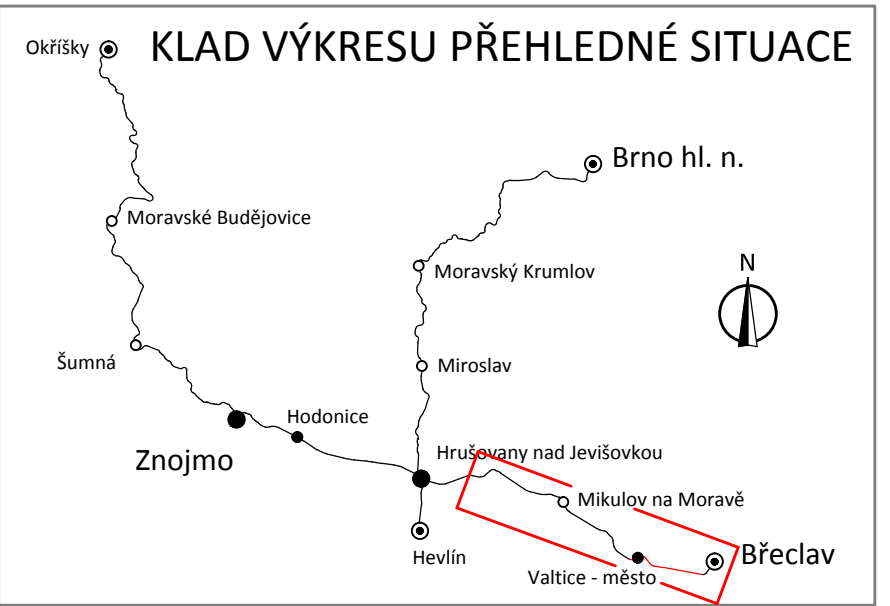 KLAD VÝKRESU PŘEHLEDNÉ SITUACE
Okříšky
Brno hl. n.
Moravské Budějovice
Moravský Krumlov
N
Šumná
Miroslav
Hodonice
Znojmo
Hrušovany nad Jevišovkou
Mikulov na Moravě
Hevlín
Břeclav
Valtice - město